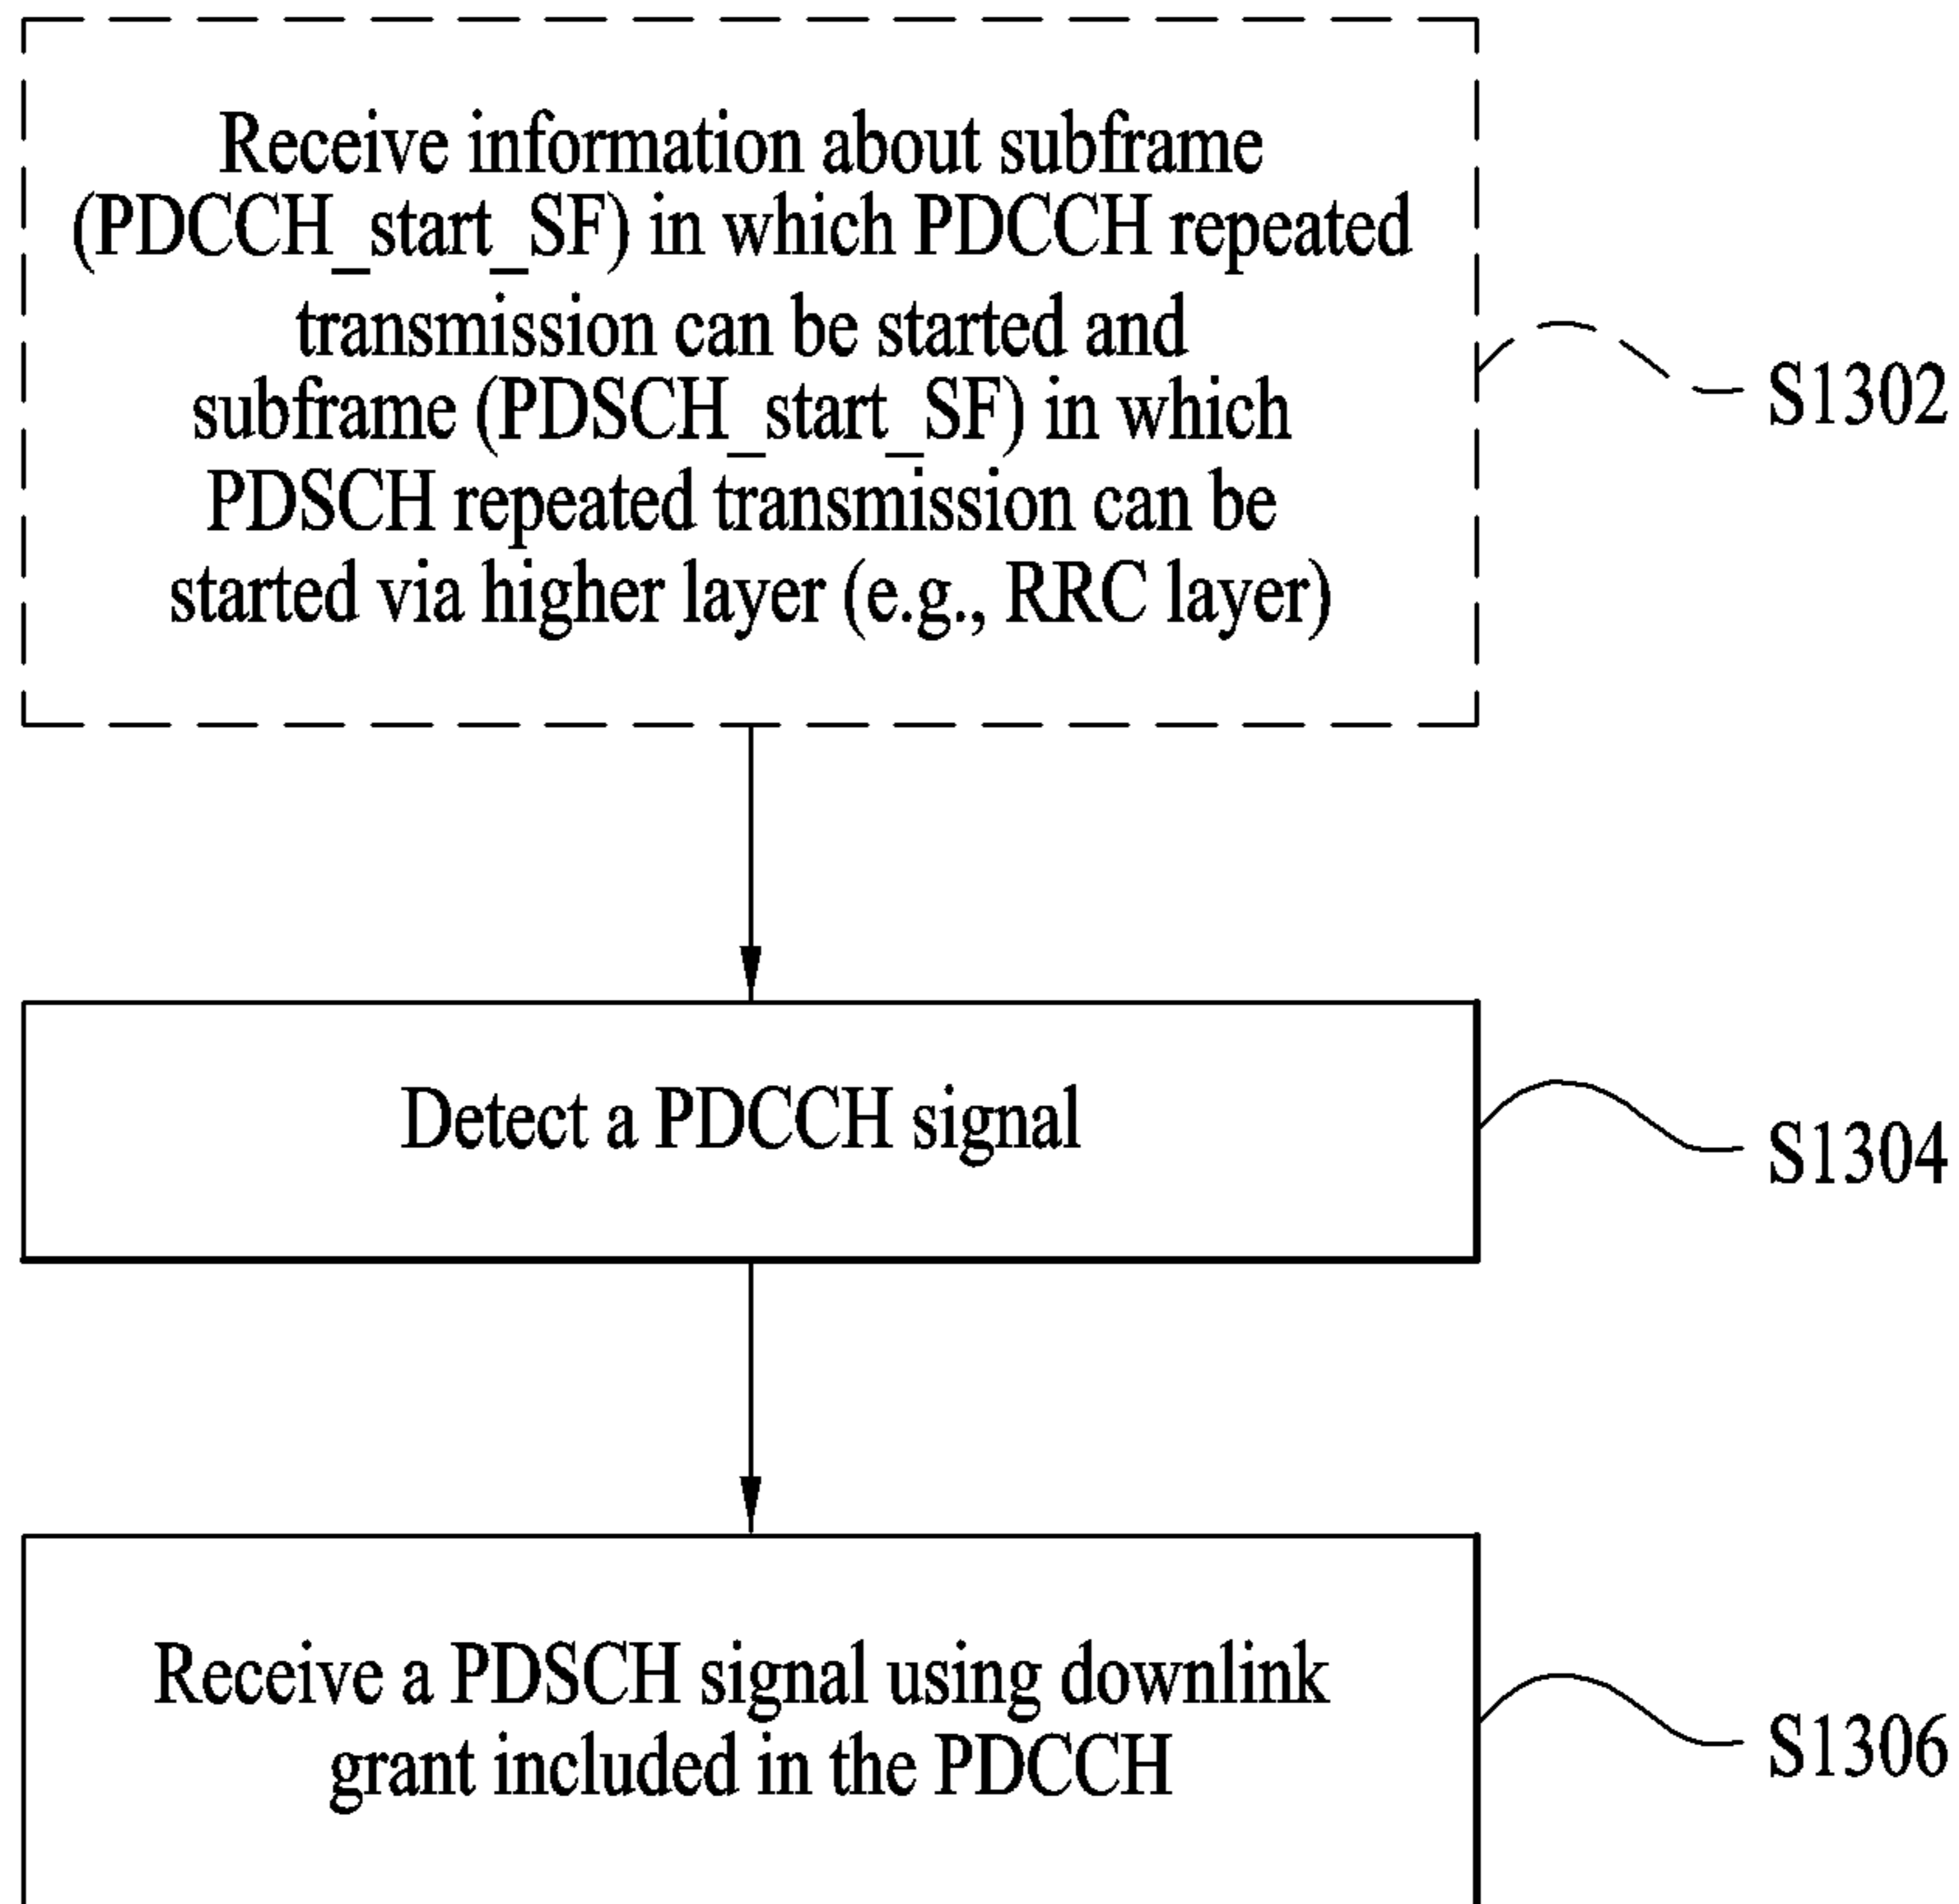 Receive information about subframe
(PDCCH_start_SF) in which PDCCH repeated
transmission can be started and
subframe (PDSCH_start_SF) in which
PDSCH repeated transmission can be
started via higher layer (e.g., RRC layer)
S1302
Detect a PDCCH signal
S1304
Receive a PDSCH signal using downlink
grant included in the PDCCH
S1306